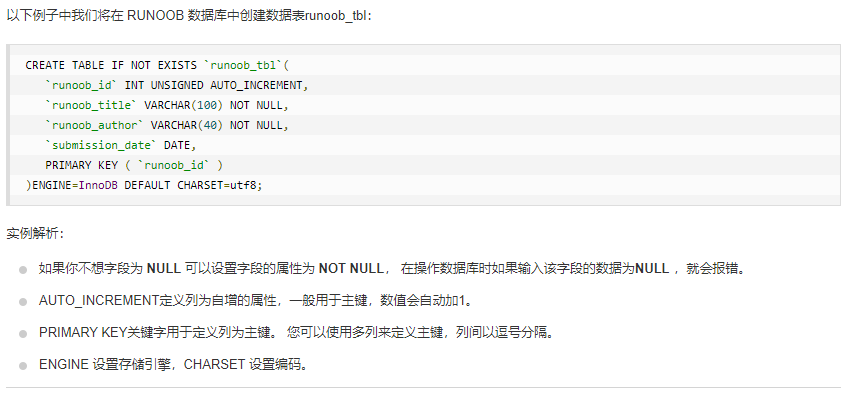 以下例子中我们将在 RUNOOB 数据库中创建数据表runoob_tbl：
CREATE TABLE IF NOT EXISTS `runoob_tbl`(
   `runoob_id` INT UNSIGNED AUTO_INCREMENT,
   `runoob_title` VARCHAR(100) NOT NULL,
   `runoob_author` VARCHAR(40) NOT NULL,
   `submission_date` DATE,
   PRIMARY KEY ( `runoob_id` )
)ENGINE=InnoDB DEFAULT CHARSET=utf8;
实例解析：
如果你不想字段为 NULL 可以设置字段的属性为 NOT NULL， 在操作数据库时如果输入该字段的数据为NULL ，就会报错。
AUTO_INCREMENT定义列为自增的属性，一般用于主键，数值会自动加1。
PRIMARY KEY关键字用于定义列为主键。 您可以使用多列来定义主键，列间以逗号分隔。
ENGINE 设置存储引擎，CHARSET 设置编码。